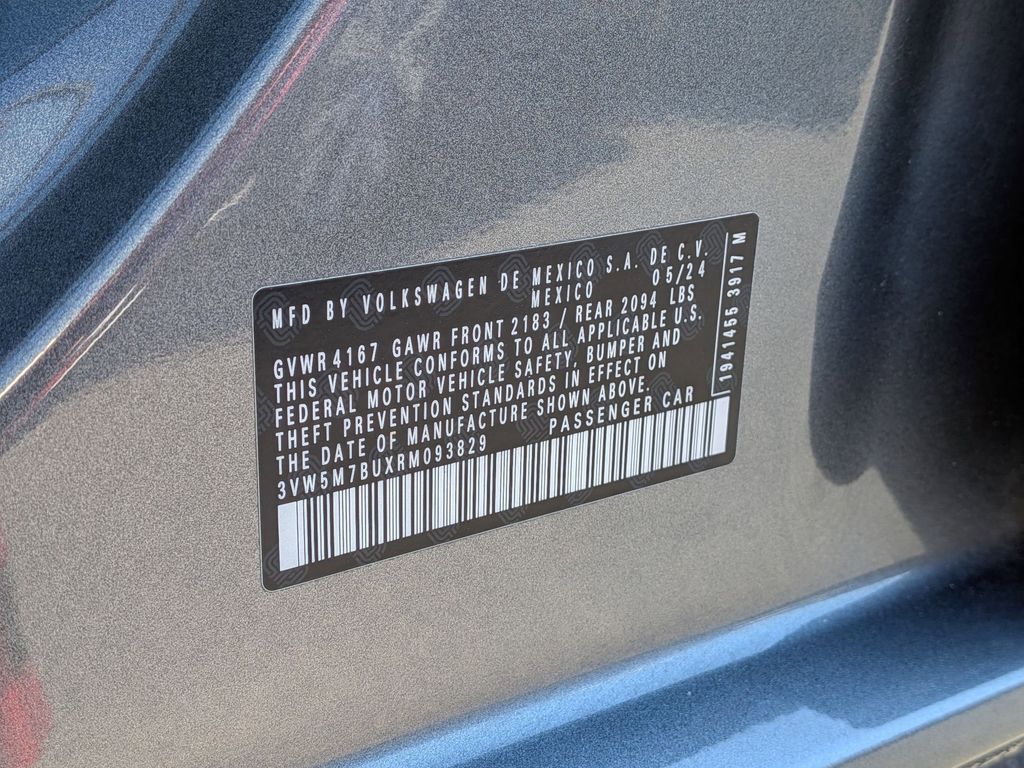 MFD BY VOLKSWAGEN DE MEXICO S.A. DE C.V.
MEXICO 05/24
GVWR 4167 GAWR FRONT 2183 / REAR 2094 LBS
THIS VEHICLE CONFORMS TO ALL APPLICABLE U.S.
FEDERAL MOTOR VEHICLE SAFETY, BUMPER AND
THEFT PREVENTION STANDARDS IN EFFECT ON
THE DATE OF MANUFACTURE SHOWN ABOVE.
3VW5M7BUXRM093829 PASSENGER CAR
1941455 3917 M